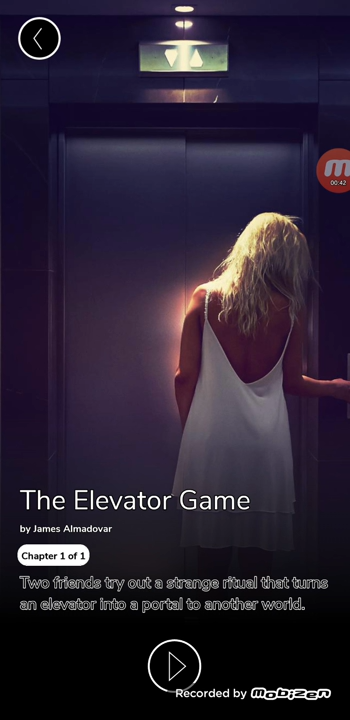 00:42
The Elevator Game
by James Almadovar
Chapter 1 of 1
Two friends try out a strange ritual that turns
an elevator into a portal to another world.
Recorded by Mobizen